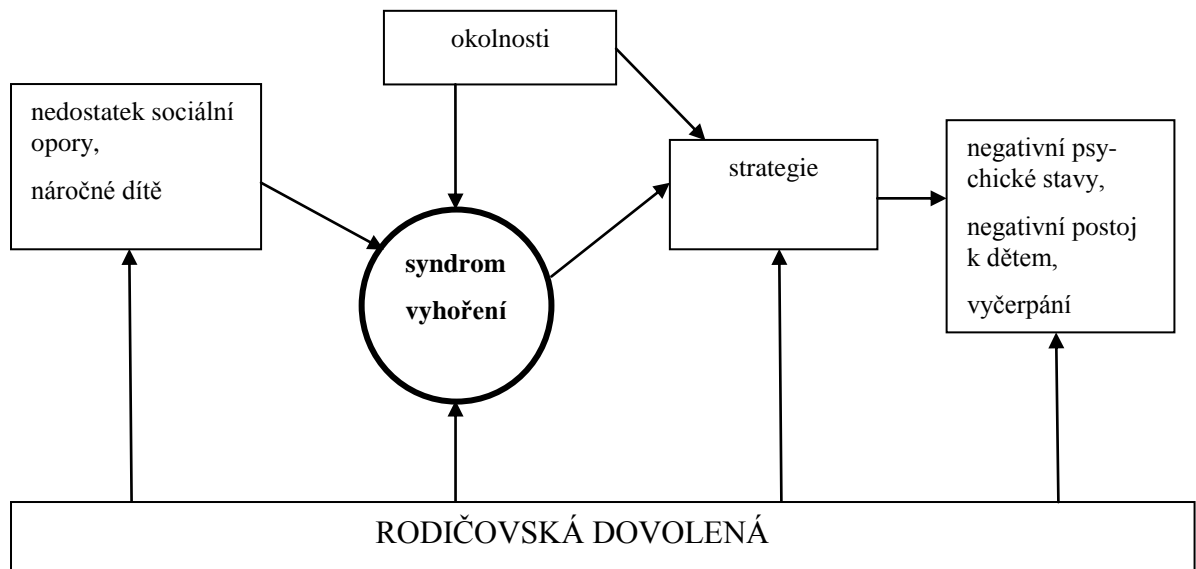 okolnosti
nedostatek sociální
opory,
náročné dítě
strategie
negativní psy-
chické stavy,
negativní postoj
k dětem,
vyčerpání
syndrom
vyhoření
RODIČOVSKÁ DOVOLENÁ